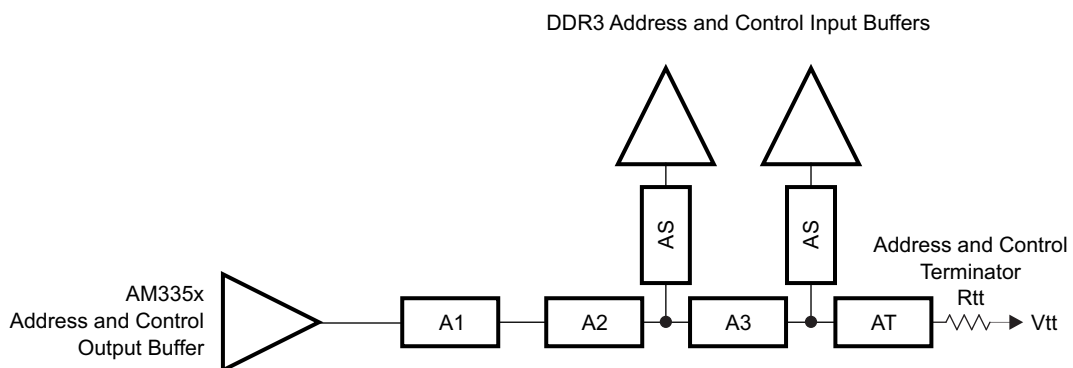 DDR3 Address and Control Input Buffers
AS
AS
Address and Control
Terminator
Rtt
AM335x
Address and Control
Output Buffer
A1
A2
A3
AT
Vtt